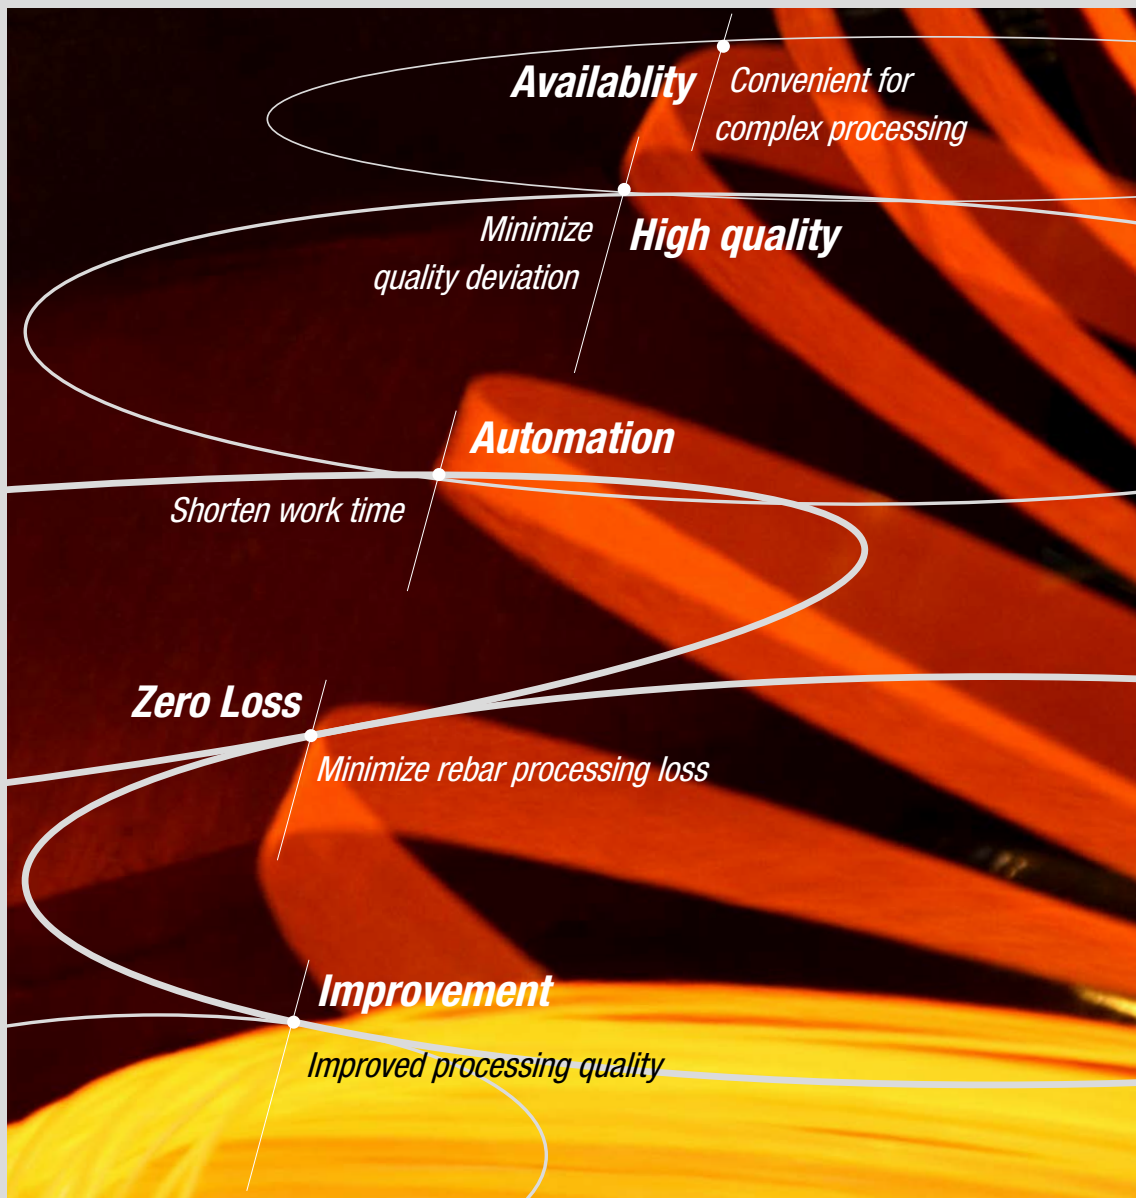 Availablity
Convenient for
complex processing
High quality
Minimize
quality deviation
Automation
Shorten work time
Zero Loss
Minimize rebar processing loss
Improvement
Improved processing quality